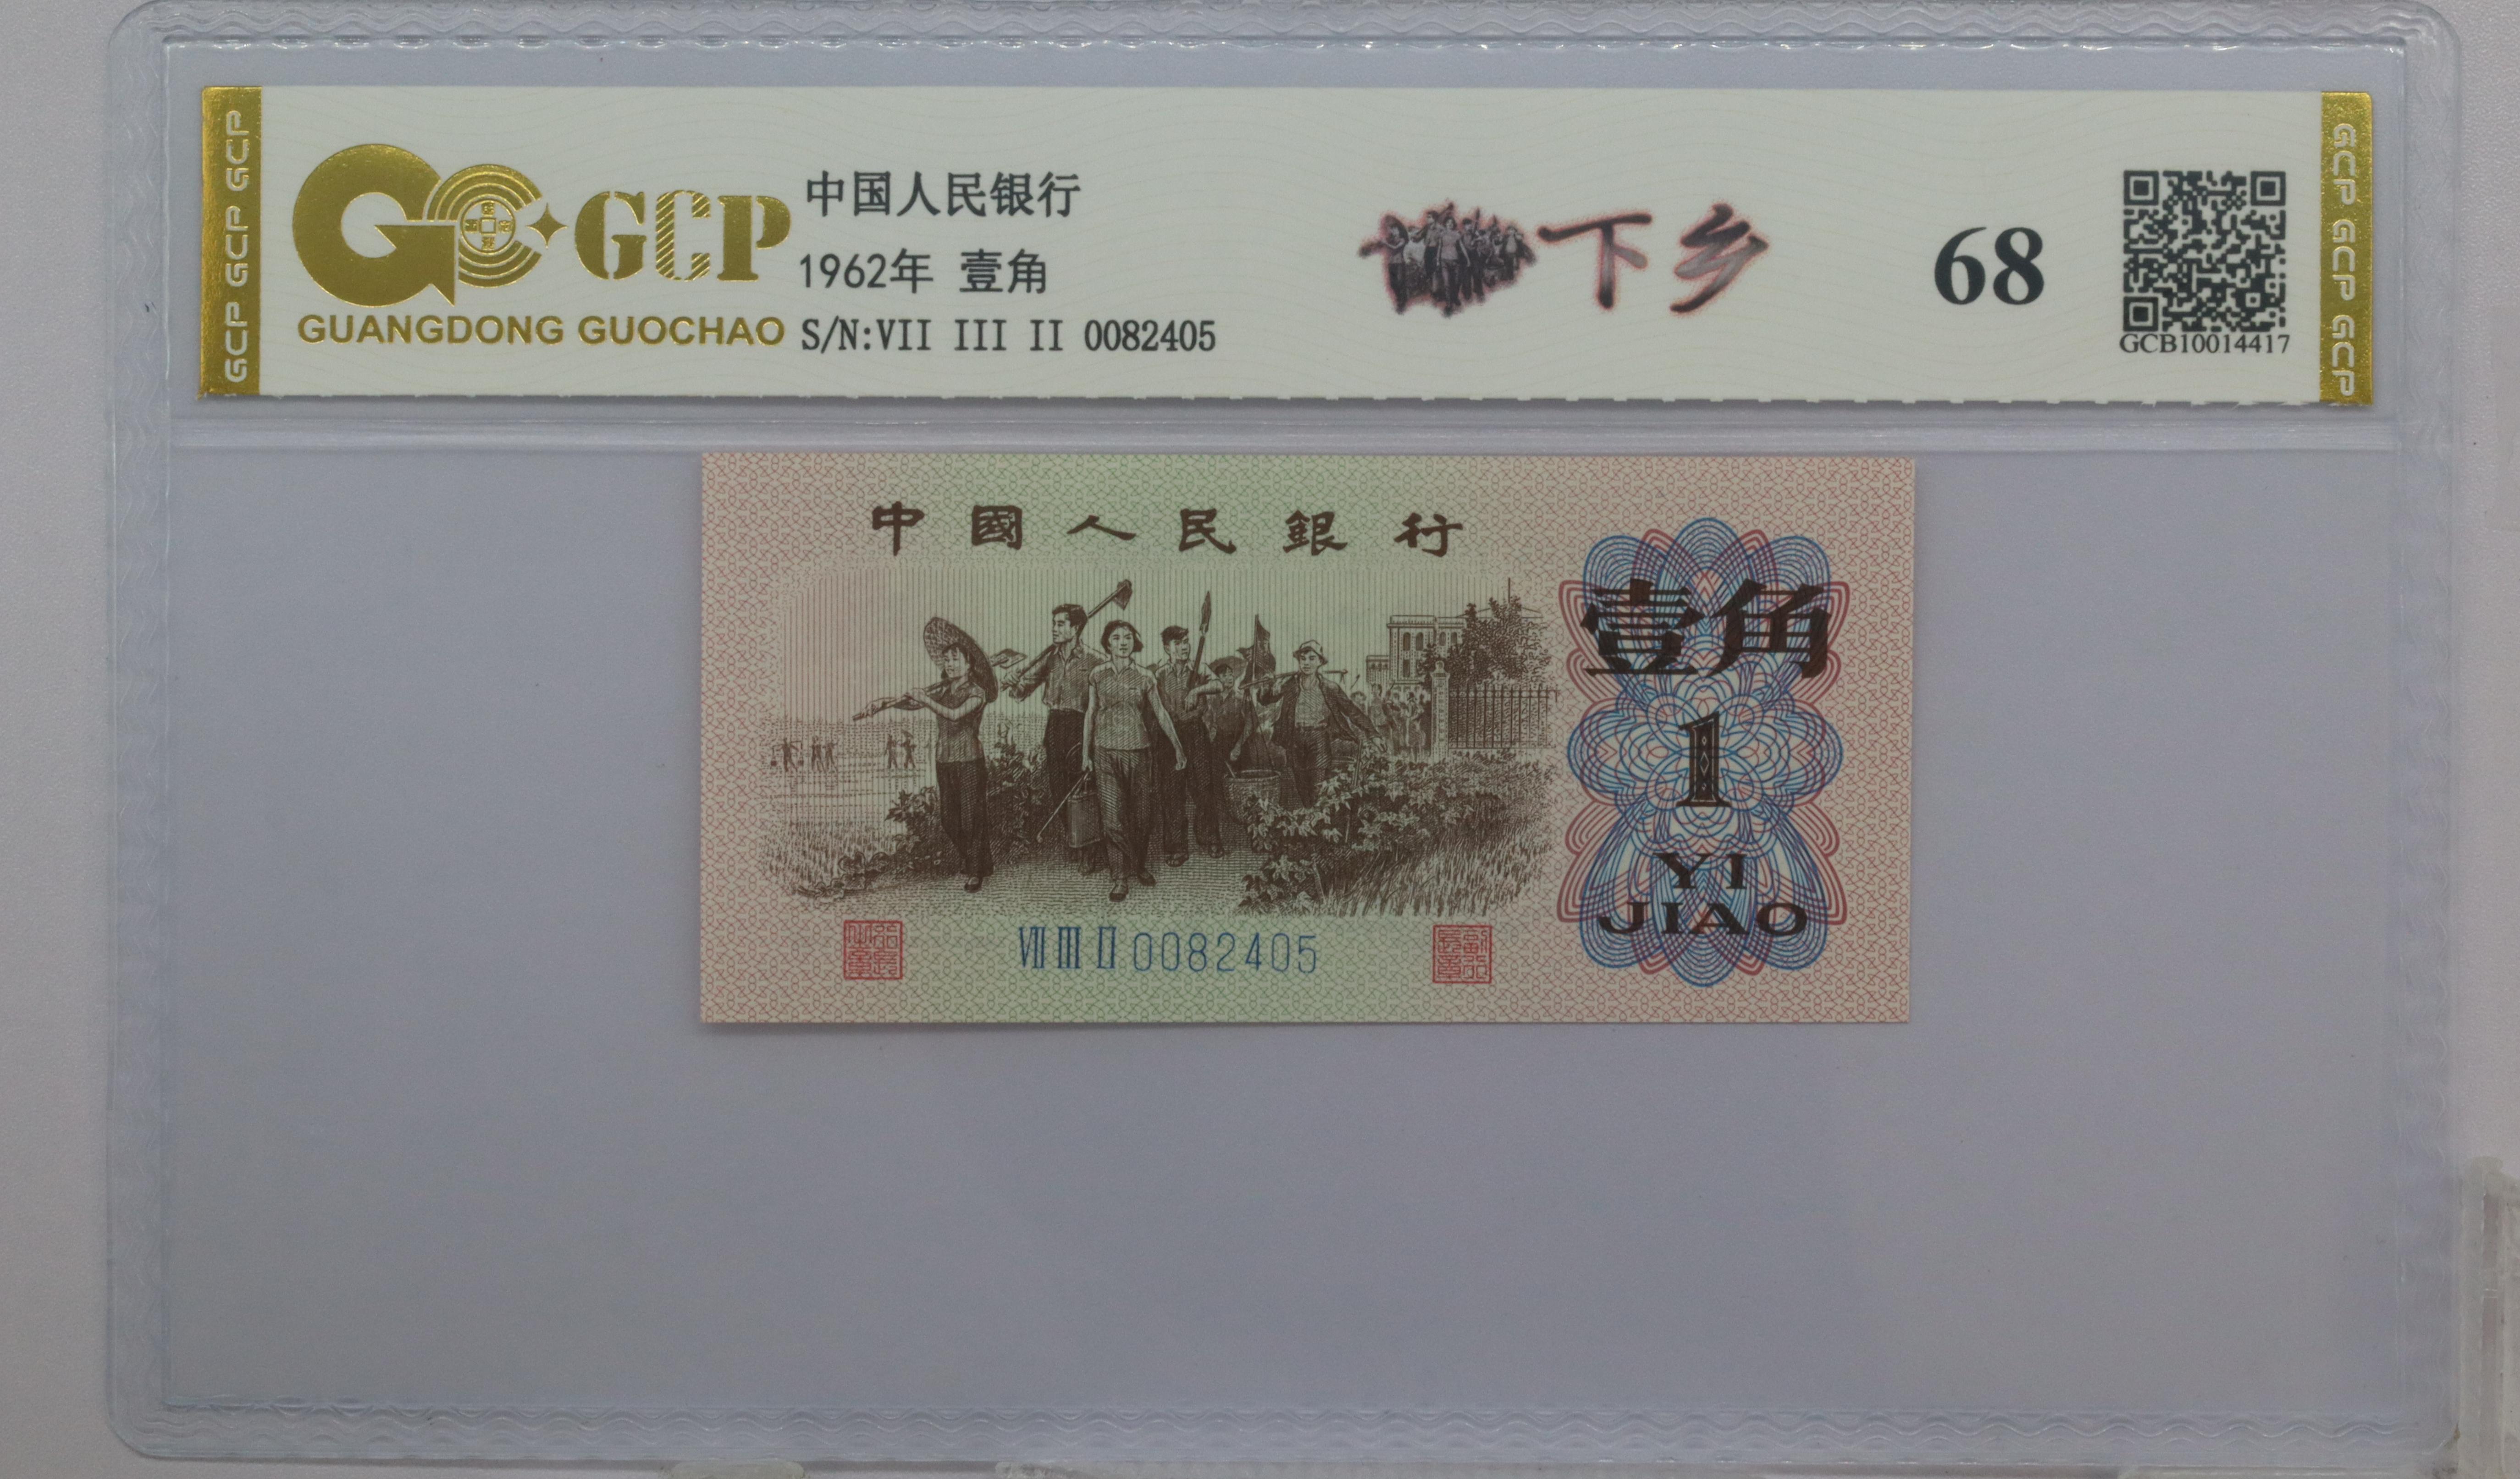 GCP GCP GCP
GCP
GUANGDONG GUOCHAO
中国人民银行
1962年 壹角
S/N:VII III II 0082405
下乡
68
GCB10014417
GCP GCP GCP
中國人民銀行
壹角
1
YI
JIAO
VII III II 0082405